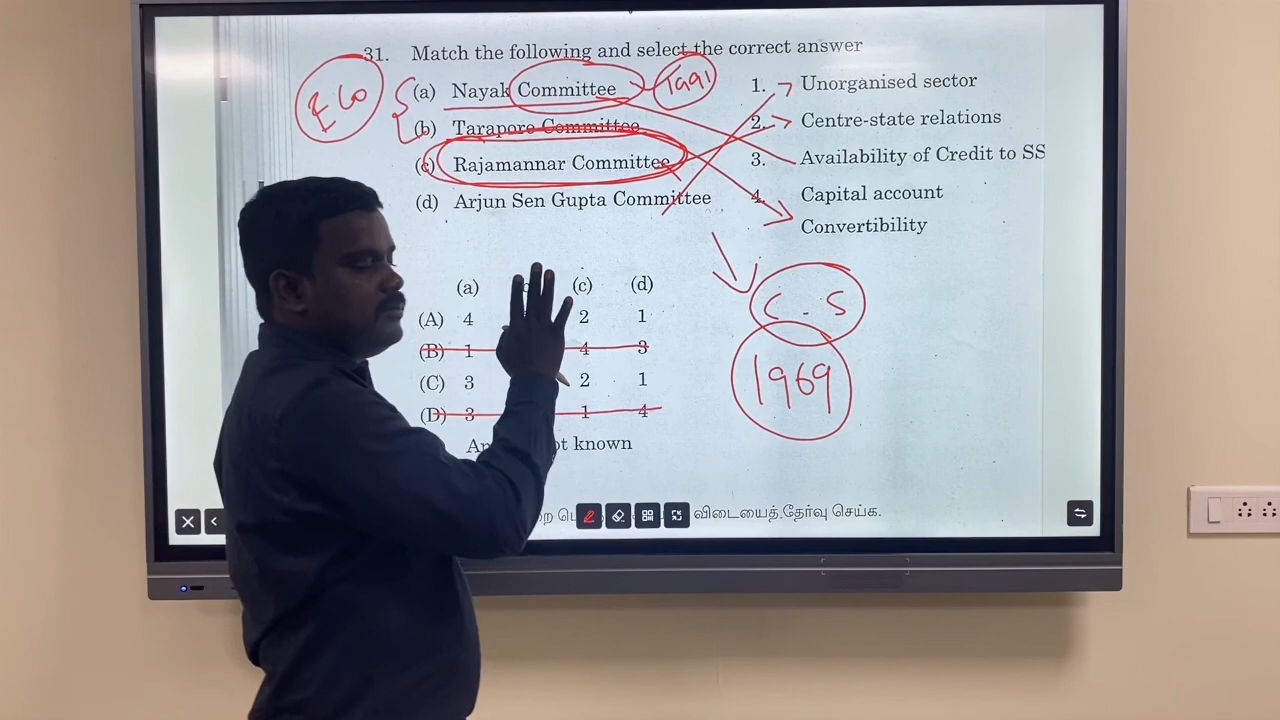 31. Match the following and select the correct answer
(a) Nayak Committee
(b) Tarapore Committee
(c) Rajamannar Committee
(d) Arjun Sen Gupta Committee
1. Unorganised sector
2. Centre-state relations
3. Availability of Credit to SS
4. Capital account
Convertibility
ECO
1991
C. S
1969
(a) (c) (d)
(A) 4 2 1
(B) 1 4 3
(C) 3 2 1
(D) 3 1 4
known
விடையைத் தேர்வு செய்க.